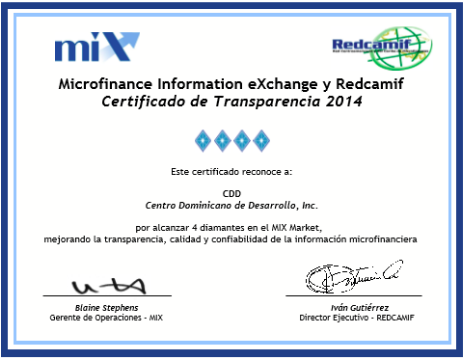 mix
Redcamif
Microfinance Information eXchange y Redcamif
Certificado de Transparencia 2014
Este certificado reconoce a:
CDD
Centro Dominicano de Desarrollo, Inc.
por alcanzar 4 diamantes en el MIX Market,
mejorando la transparencia, calidad y confiabilidad de la información microfinanciera
Blaine Stephens
Gerente de Operaciones - MIX
Iván Gutiérrez
Director Ejecutivo - REDCAMIF